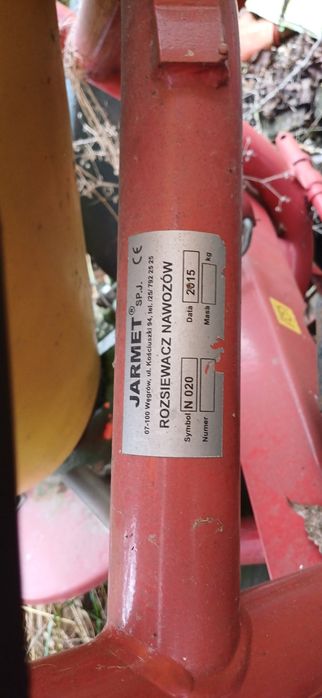 JARMET® SP.J.
07-100 Węgrów, ul. Kościuszki 94, tel. /25/ 792 25 25
CE
ROZSIEWACZ NAWOZÓW
Symbol N 020 Data 2015
Numer Masa kg